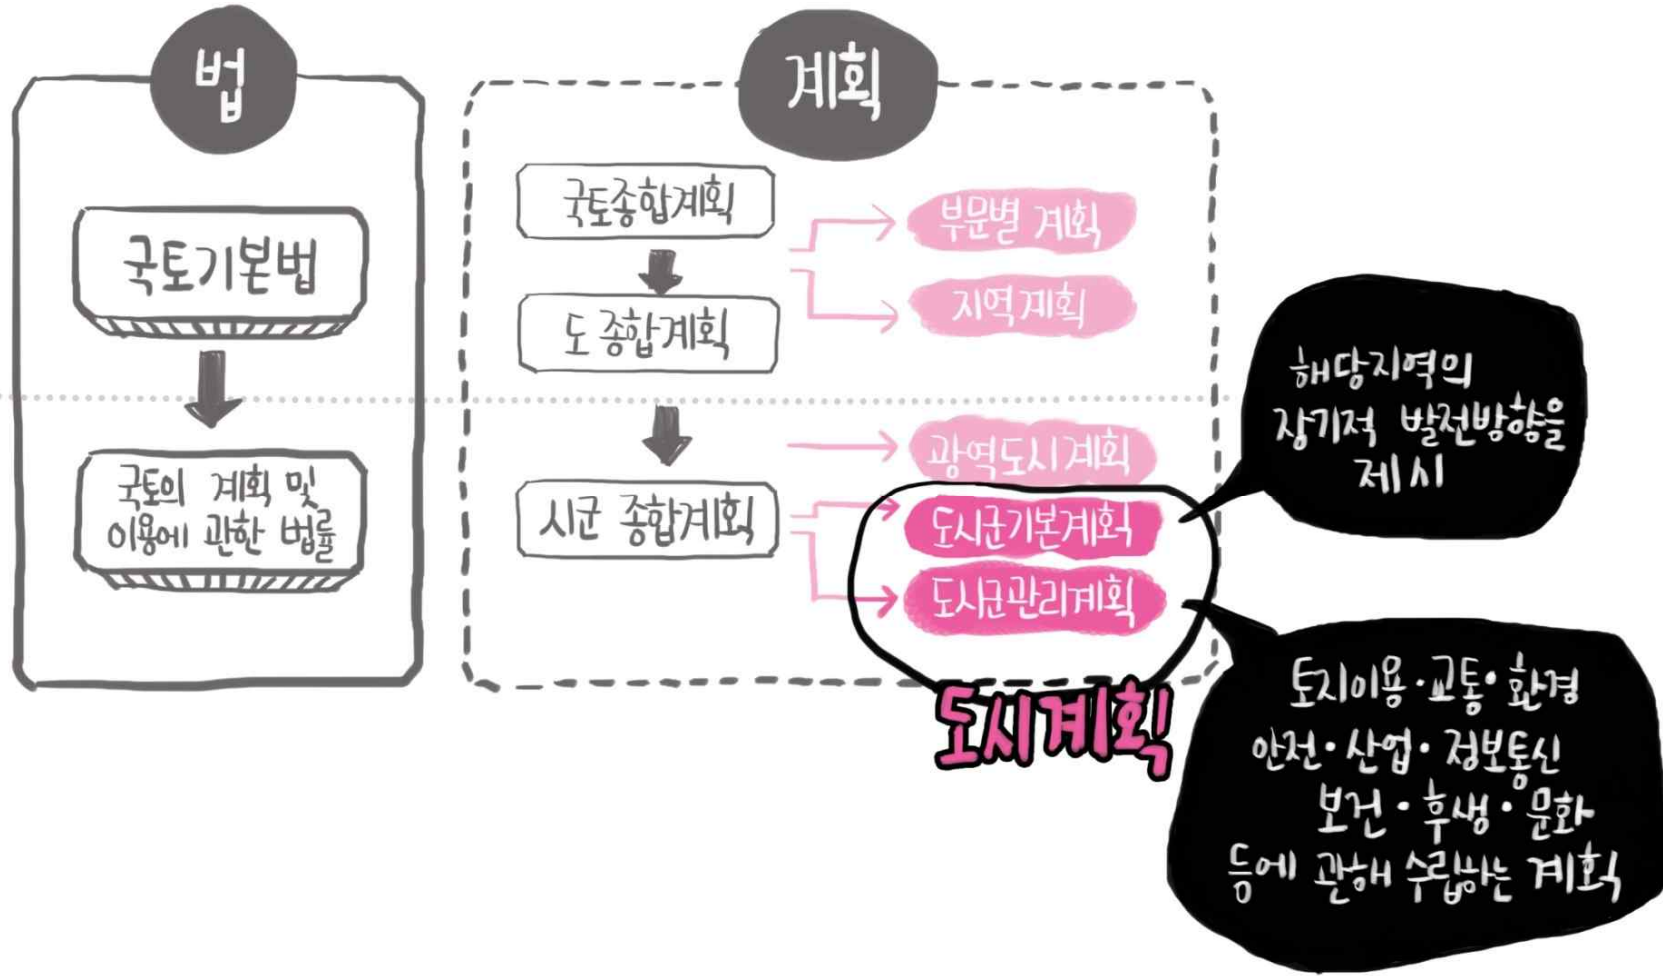 법
국토기본법
국토의 계획 및
이용에 관한 법률
계획
국토종합계획
도 종합계획
시군 종합계획
부문별 계획
지역계획
광역도시계획
도시군기본계획
도시군관리계획
도시계획
해당지역의
장기적 발전방향을
제시
토지이용·교통·환경
안전·산업·정보통신
보건·후생·문화
등에 관해 수립하는 계획